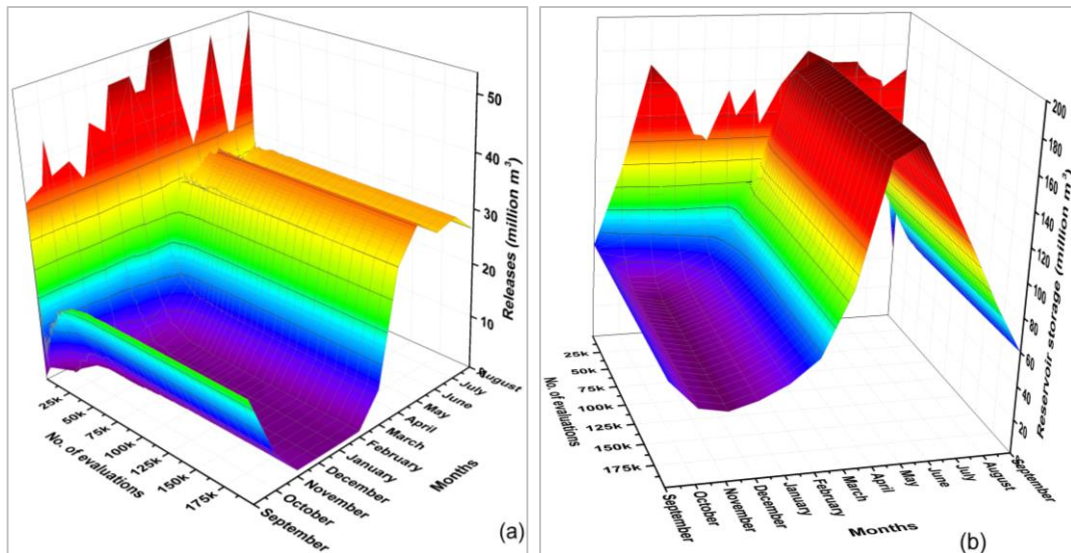 50
40
30
20
10
0
Releases (million m³)
August
July
June
May
April
March
February
January
December
November
October
September
Months
25k
50k
75k
100k
125k
150k
175k
No. of evaluations
(a)
200
180
160
140
120
100
80
60
40
20
Reservoir storage (million m³)
25k
50k
75k
100k
125k
150k
175k
No. of evaluations
September
October
November
December
January
February
March
April
May
June
July
August
September
Months
(b)